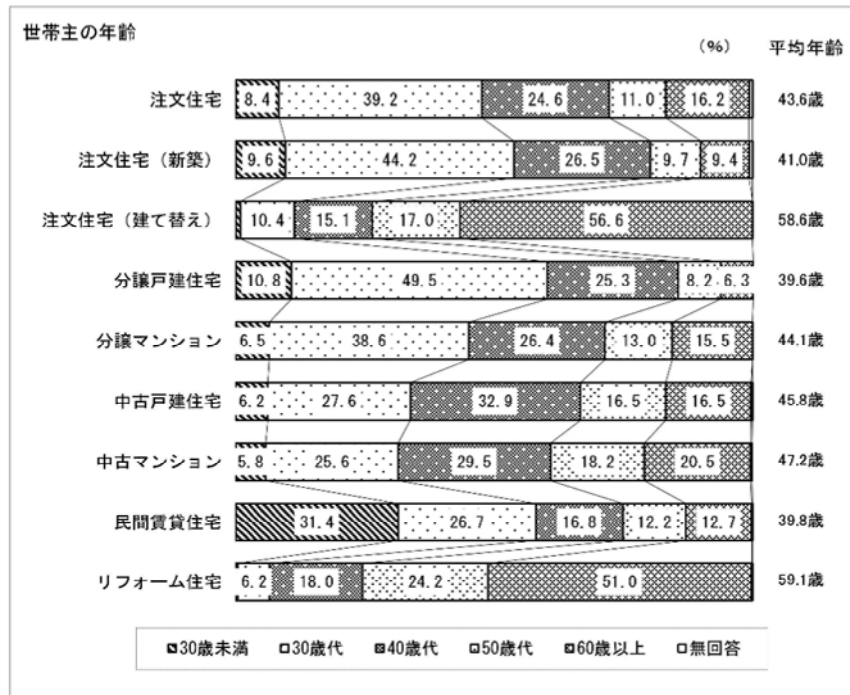 世帯主の年齢
(%) 平均年齢
注文住宅 8.4 39.2 24.6 11.0 16.2 43.6歳
注文住宅（新築） 9.6 44.2 26.5 9.7 9.4 41.0歳
注文住宅（建て替え） 10.4 15.1 17.0 56.6 58.6歳
分譲戸建住宅 10.8 49.5 25.3 8.2 6.3 39.6歳
分譲マンション 6.5 38.6 26.4 13.0 15.5 44.1歳
中古戸建住宅 6.2 27.6 32.9 16.5 16.5 45.8歳
中古マンション 5.8 25.6 29.5 18.2 20.5 47.2歳
民間賃貸住宅 31.4 26.7 16.8 12.2 12.7 39.8歳
リフォーム住宅 6.2 18.0 24.2 51.0 59.1歳
30歳未満 30歳代 40歳代 50歳代 60歳以上 無回答